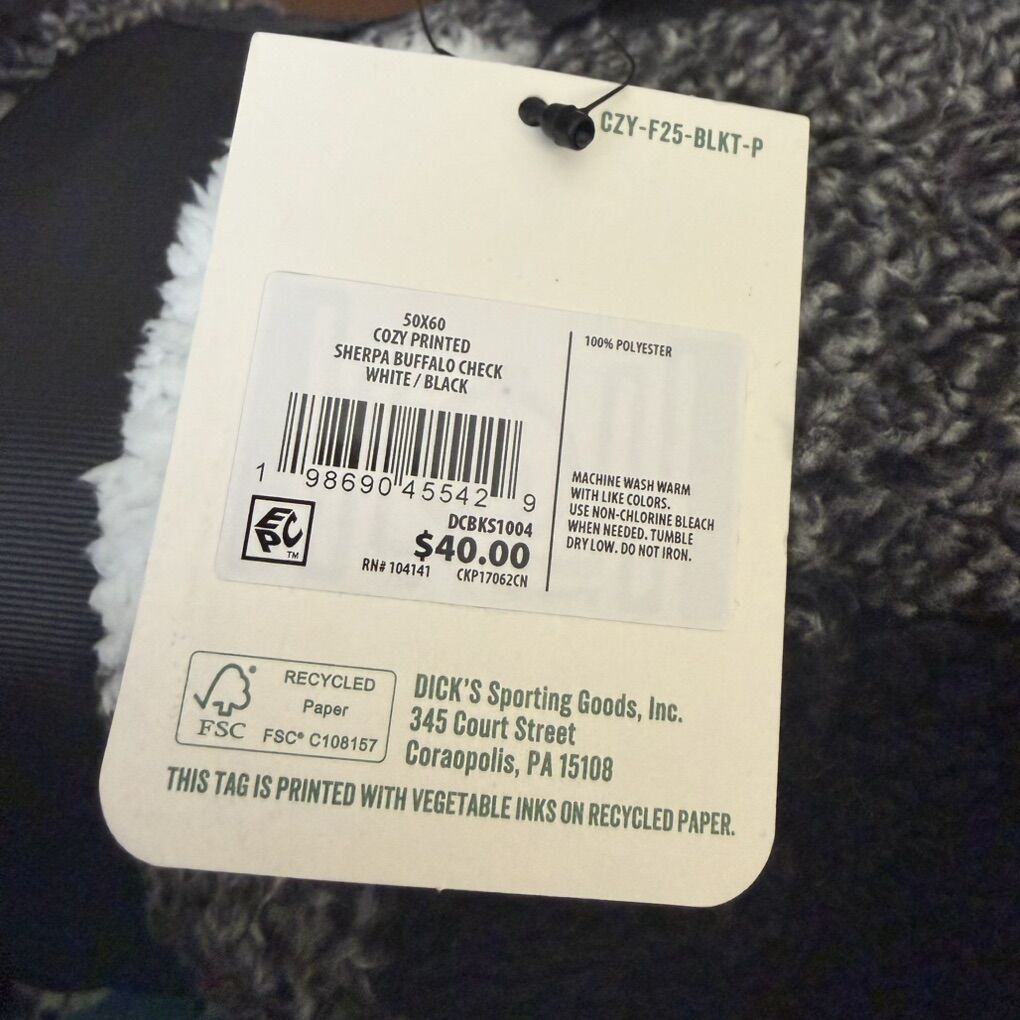 CZY-F25-BLKT-P
50X60
COZY PRINTED
SHERPA BUFFALO CHECK
WHITE / BLACK
1 98690 45542 9
EPC TM
DCBKS1004
$40.00
RN# 104141 CKP17062CN
100% POLYESTER
MACHINE WASH WARM
WITH LIKE COLORS.
USE NON-CHLORINE BLEACH
WHEN NEEDED. TUMBLE
DRY LOW. DO NOT IRON.
FSC
RECYCLED
Paper
FSC® C108157
DICK'S Sporting Goods, Inc.
345 Court Street
Coraopolis, PA 15108
THIS TAG IS PRINTED WITH VEGETABLE INKS ON RECYCLED PAPER.